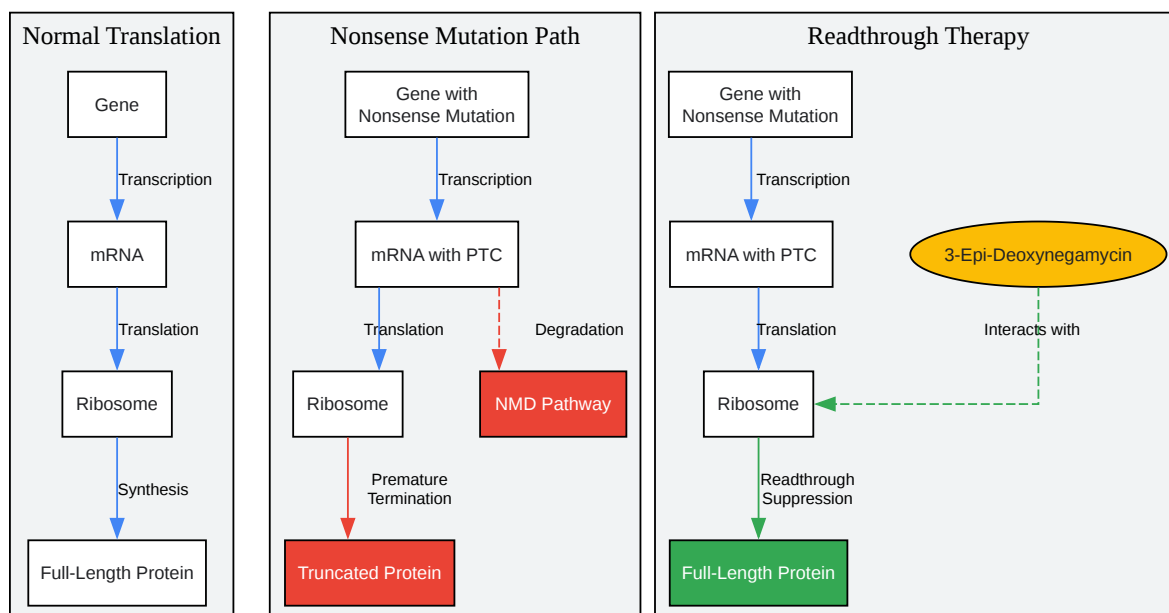 Normal Translation
Gene
Transcription
mRNA
Translation
Ribosome
Synthesis
Full-Length Protein
Nonsense Mutation Path
Gene with
Nonsense Mutation
Transcription
mRNA with PTC
Translation
Degradation
Ribosome
NMD Pathway
Premature
Termination
Truncated Protein
Readthrough Therapy
Gene with
Nonsense Mutation
Transcription
mRNA with PTC
3-Epi-Deoxynegamycin
Translation
Interacts with
Ribosome
Readthrough
Suppression
Full-Length Protein